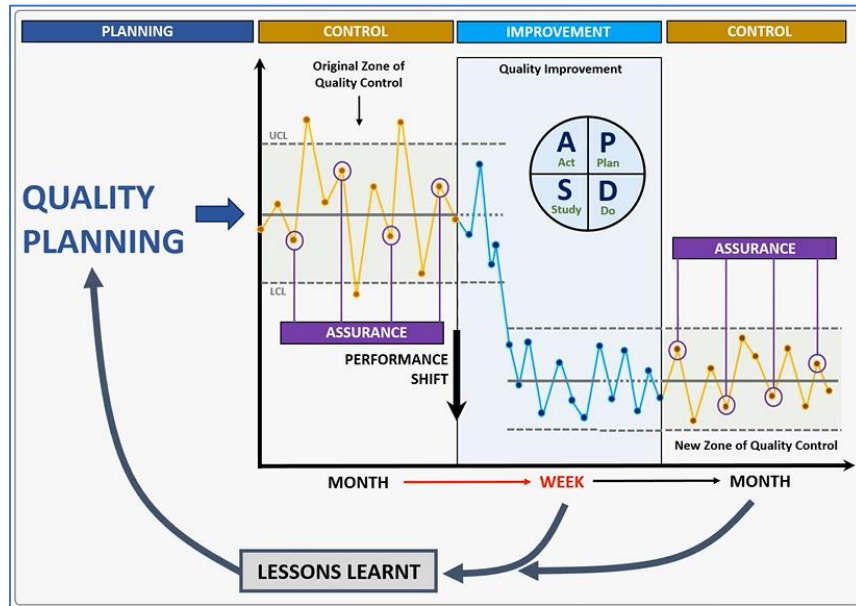 PLANNING
CONTROL
IMPROVEMENT
CONTROL
Original Zone of
Quality Control
Quality Improvement
UCL
A
Act
P
Plan
S
Study
D
Do
QUALITY
PLANNING
ASSURANCE
LCL
ASSURANCE
PERFORMANCE
SHIFT
New Zone of Quality Control
MONTH
WEEK
MONTH
LESSONS LEARNT